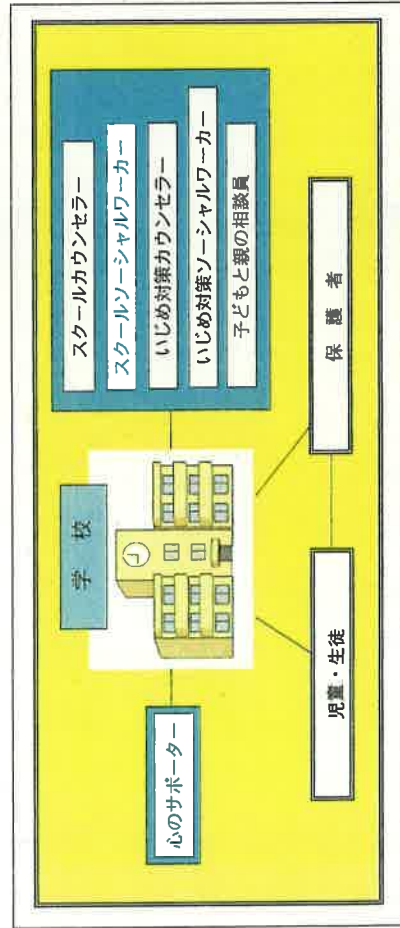 学校
心のサポーター
スクールカウンセラー
スクールソーシャルワーカー
いじめ対策カウンセラー
いじめ対策ソーシャルワーカー
子どもと親の相談員
児童・生徒
保護者